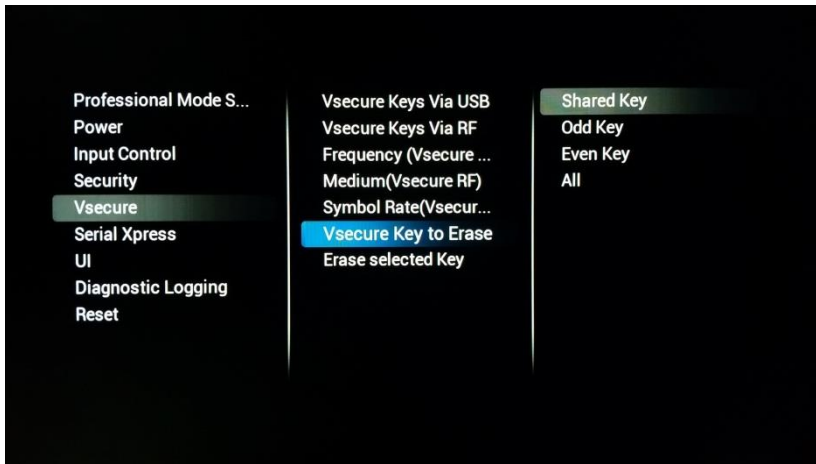 Professional Mode S...
Power
Input Control
Security
Vsecure
Serial Xpress
UI
Diagnostic Logging
Reset
Vsecure Keys Via USB
Vsecure Keys Via RF
Frequency (Vsecure ...
Medium(Vsecure RF)
Symbol Rate(Vsecur...
Vsecure Key to Erase
Erase selected Key
Shared Key
Odd Key
Even Key
All